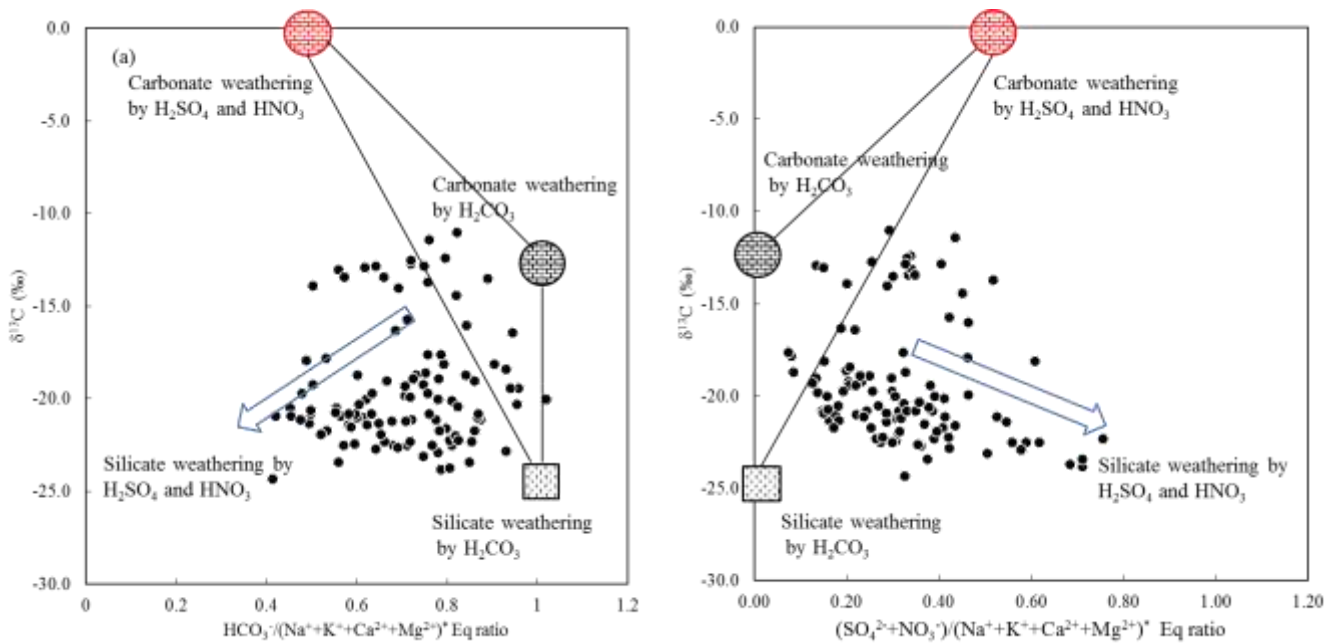 (a)
0.0
-5.0
-10.0
-15.0
-20.0
-25.0
-30.0
δ¹³C (‰)
Carbonate weathering
by H₂SO₄ and HNO₃
Carbonate weathering
by H₂CO₃
Silicate weathering by
H₂SO₄ and HNO₃
Silicate weathering
by H₂CO₃
0 0.2 0.4 0.6 0.8 1 1.2
HCO₃⁻/(Na⁺+K⁺+Ca²⁺+Mg²⁺)* Eq ratio
0.0
-5.0
-10.0
-15.0
-20.0
-25.0
-30.0
δ¹³C (‰)
Carbonate weathering
by H₂SO₄ and HNO₃
Carbonate weathering
by H₂CO₃
Silicate weathering by
H₂SO₄ and HNO₃
Silicate weathering
by H₂CO₃
0.00 0.20 0.40 0.60 0.80 1.00 1.20
(SO₄²⁻+NO₃⁻)/(Na⁺+K⁺+Ca²⁺+Mg²⁺)* Eq ratio